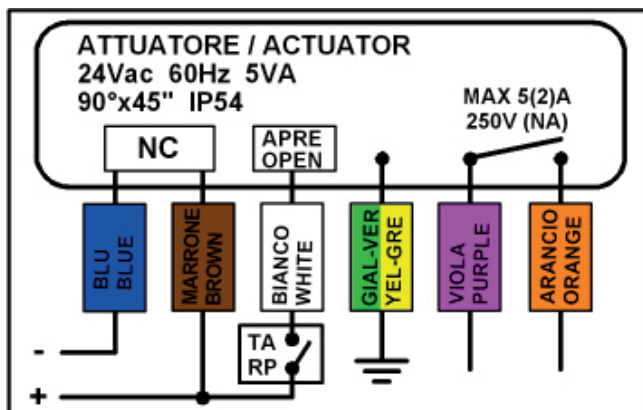 ATTUATORE / ACTUATOR
24Vac 60Hz 5VA
90°x45" IP54
MAX 5(2)A
250V (NA)
NC
APRE
OPEN
BLU
BLUE
MARRONE
BROWN
BIANCO
WHITE
GIAL-VER
YEL-GRE
VIOLA
PURPLE
ARANCIO
ORANGE
TA
RP
-
+